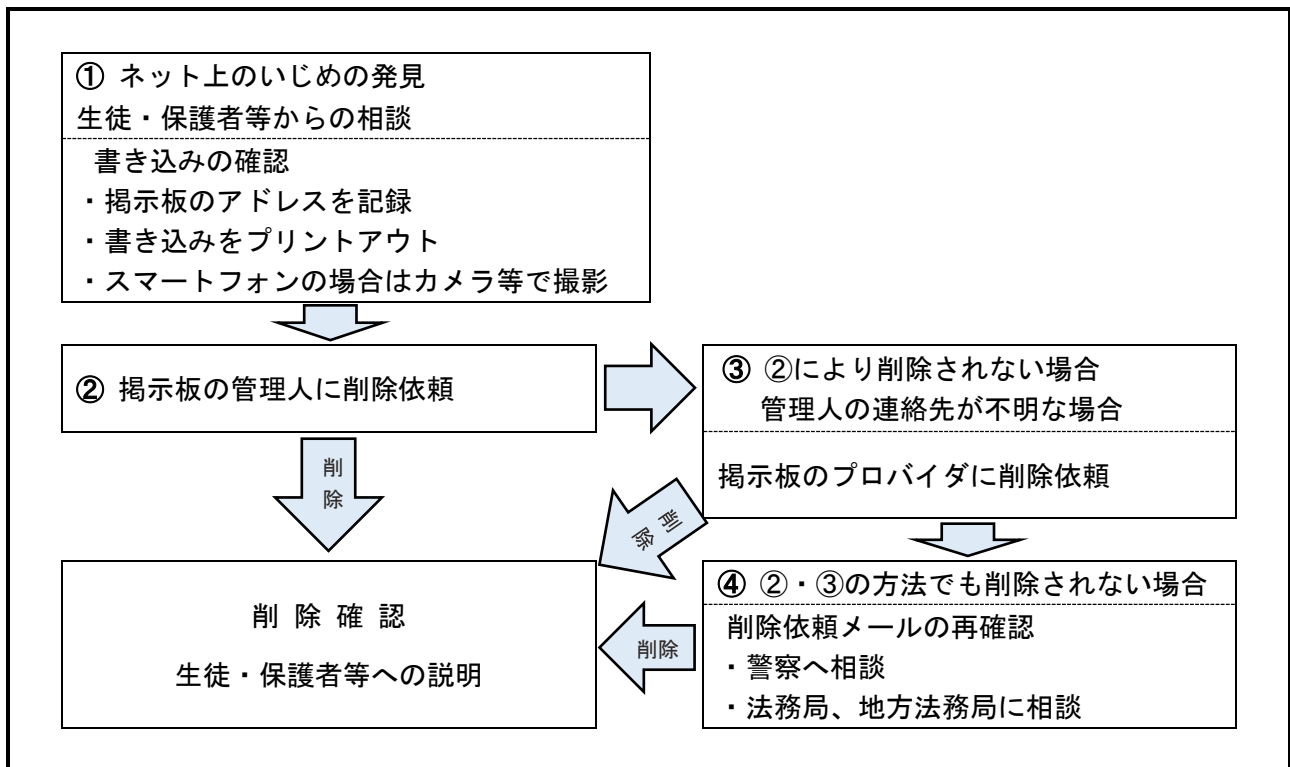 ① ネット上のいじめの発見
生徒・保護者等からの相談
書き込みの確認
・掲示板のアドレスを記録
・書き込みをプリントアウト
・スマートフォンの場合はカメラ等で撮影
② 掲示板の管理人に削除依頼
③ ②により削除されない場合
管理人の連絡先が不明な場合
掲示板のプロバイダに削除依頼
削除
削除
④ ②・③の方法でも削除されない場合
削除依頼メールの再確認
・警察へ相談
・法務局、地方法務局に相談
削除
削 除 確 認
生徒・保護者等への説明